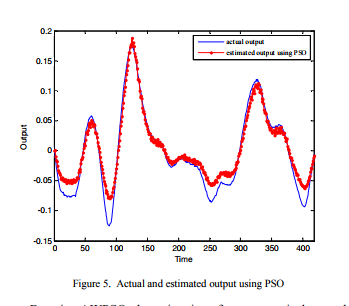 actual output
estimated output using PSO
0.2
0.15
0.1
0.05
0
-0.05
-0.1
-0.15
Output
0 50 100 150 200 250 300 350 400
Time
Figure 5. Actual and estimated output using PSO